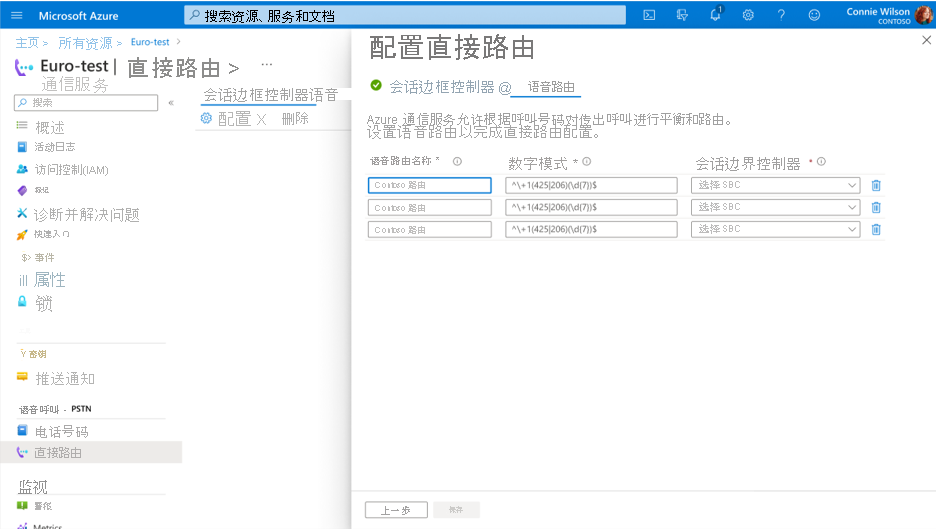 Microsoft Azure
搜索资源、服务和文档
1
Connie Wilson
CONTOSO
主页 > 所有资源 > Euro-test >
Euro-test | 直接路由 > ...
通信服务
搜索
«
概述
活动日志
访问控制(IAM)
标记
诊断并解决问题
快速入口
事件
属性
锁
密钥
推送通知
语音呼叫 - PSTN
电话号码
直接路由
监视
警报
Metrics
会话边框控制器语音
配置 X 删除
配置直接路由
会话边框控制器 @ 语音路由
Azure 通信服务允许根据呼叫号码对传出呼叫进行平衡和路由。
设置语音路由以完成直接路由配置。
语音路由名称 * 数字模式 * 会话边界控制器 *
Contoso 路由 ^\+1(425|206)(\d(7))$ 选择 SBC
Contoso 路由 ^\+1(425|206)(\d(7))$ 选择 SBC
Contoso 路由 ^\+1(425|206)(\d(7))$ 选择 SBC
上一步 保存